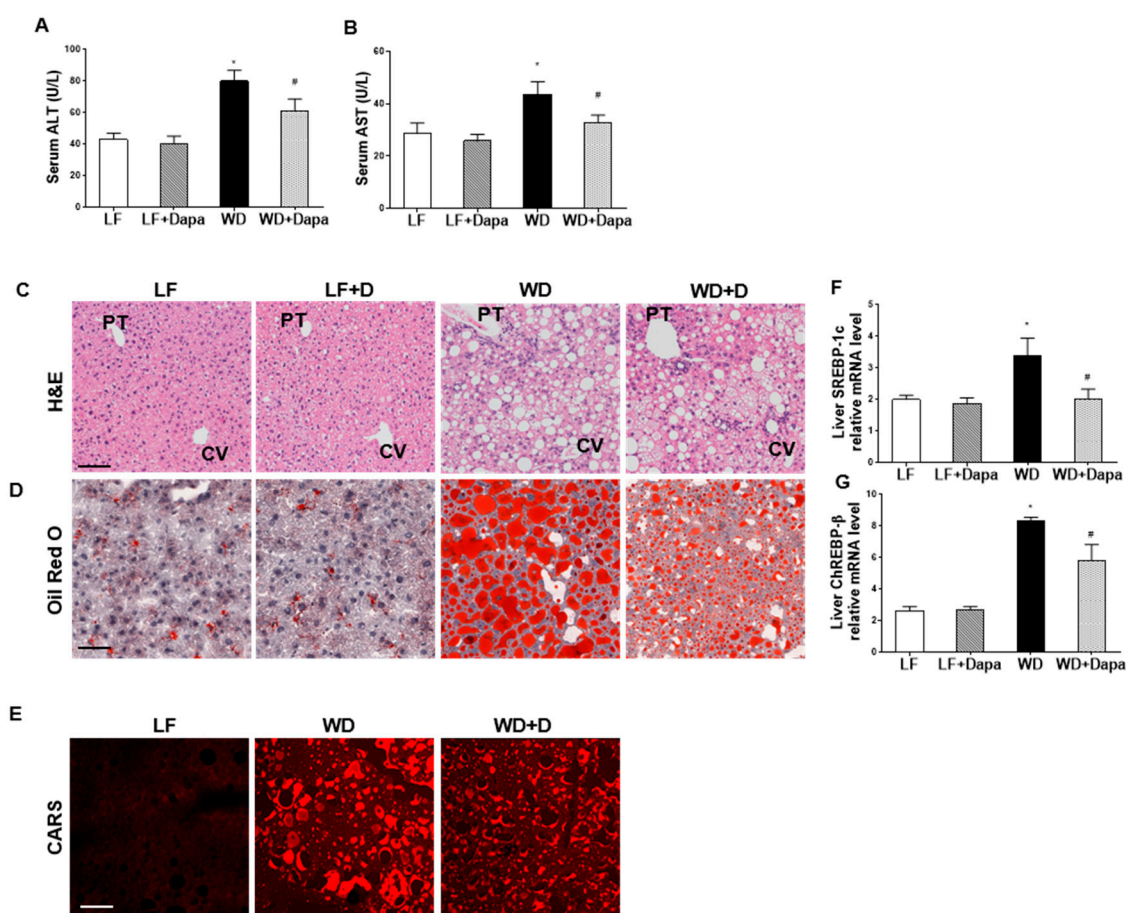 A
Serum ALT (U/L)
100
80
60
40
20
0
*
#
LF LF+Dapa WD WD+Dapa
B
Serum AST (U/L)
60
40
20
0
*
#
LF LF+Dapa WD WD+Dapa
C
LF LF+D WD WD+D
H&E
PT PT PT PT
CV CV CV CV
D
Oil Red O
E
LF WD WD+D
CARS
F
Liver SREBP-1c
relative mRNA level
5
4
3
2
1
0
*
#
LF LF+Dapa WD WD+Dapa
G
Liver ChREBP-β
relative mRNA level
8
6
4
2
0
*
#
LF LF+Dapa WD WD+Dapa